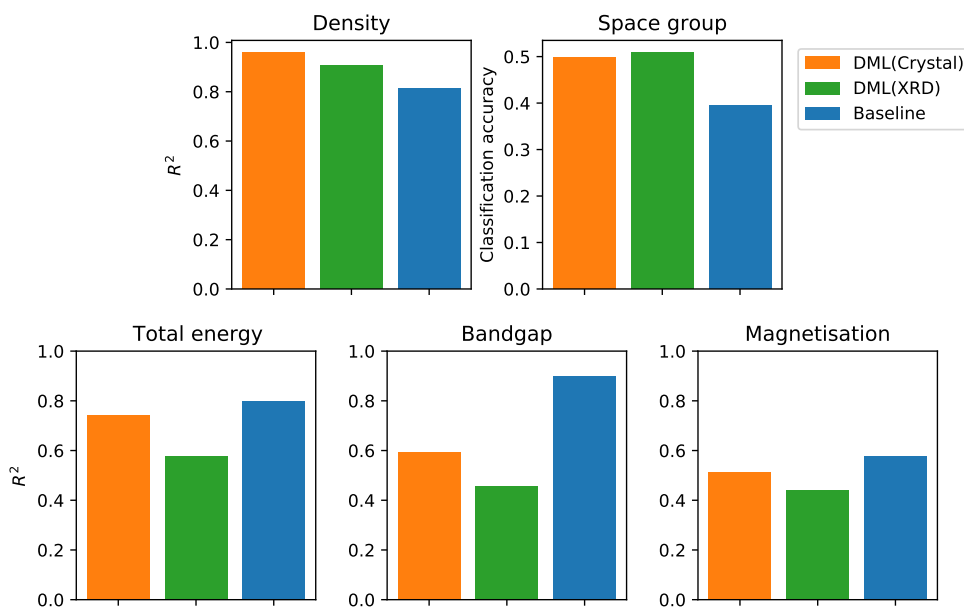 Density
R²
1.0
0.8
0.6
0.4
0.2
0.0
Space group
Classification accuracy
0.5
0.4
0.3
0.2
0.1
0.0
DML(Crystal)
DML(XRD)
Baseline
Total energy
R²
1.0
0.8
0.6
0.4
0.2
0.0
Bandgap
1.0
0.8
0.6
0.4
0.2
0.0
Magnetisation
1.0
0.8
0.6
0.4
0.2
0.0